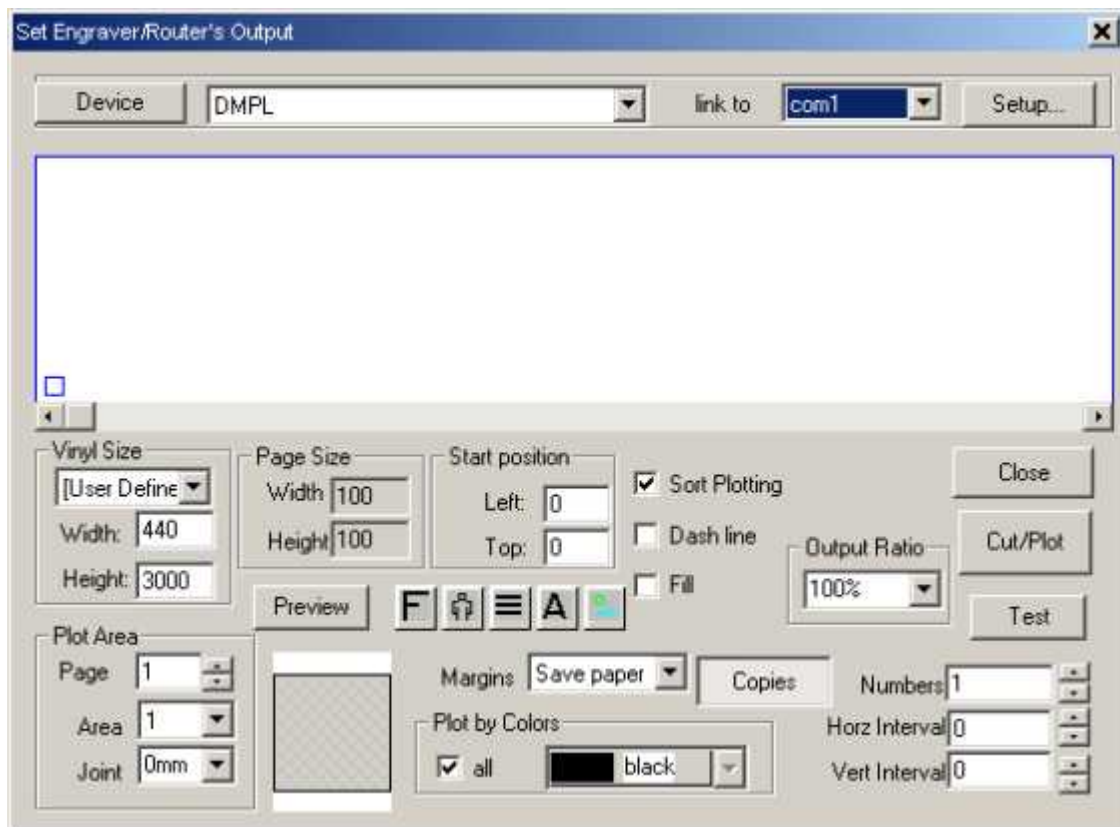 Set Engraver/Router's Output
Device DMPL link to com1 Setup...
Vinyl Size
[User Define
Width: 440
Height: 3000
Page Size
Width 100
Height 100
Start position
Left: 0
Top: 0
Sort Plotting
Dash line
Fill
Output Ratio
100%
Close
Cut/Plot
Test
Preview
F A
Plot Area
Page 1
Area 1
Joint 0mm
Margins Save paper
Copies
Plot by Colors
all black
Numbers 1
Horz Interval 0
Vert Interval 0